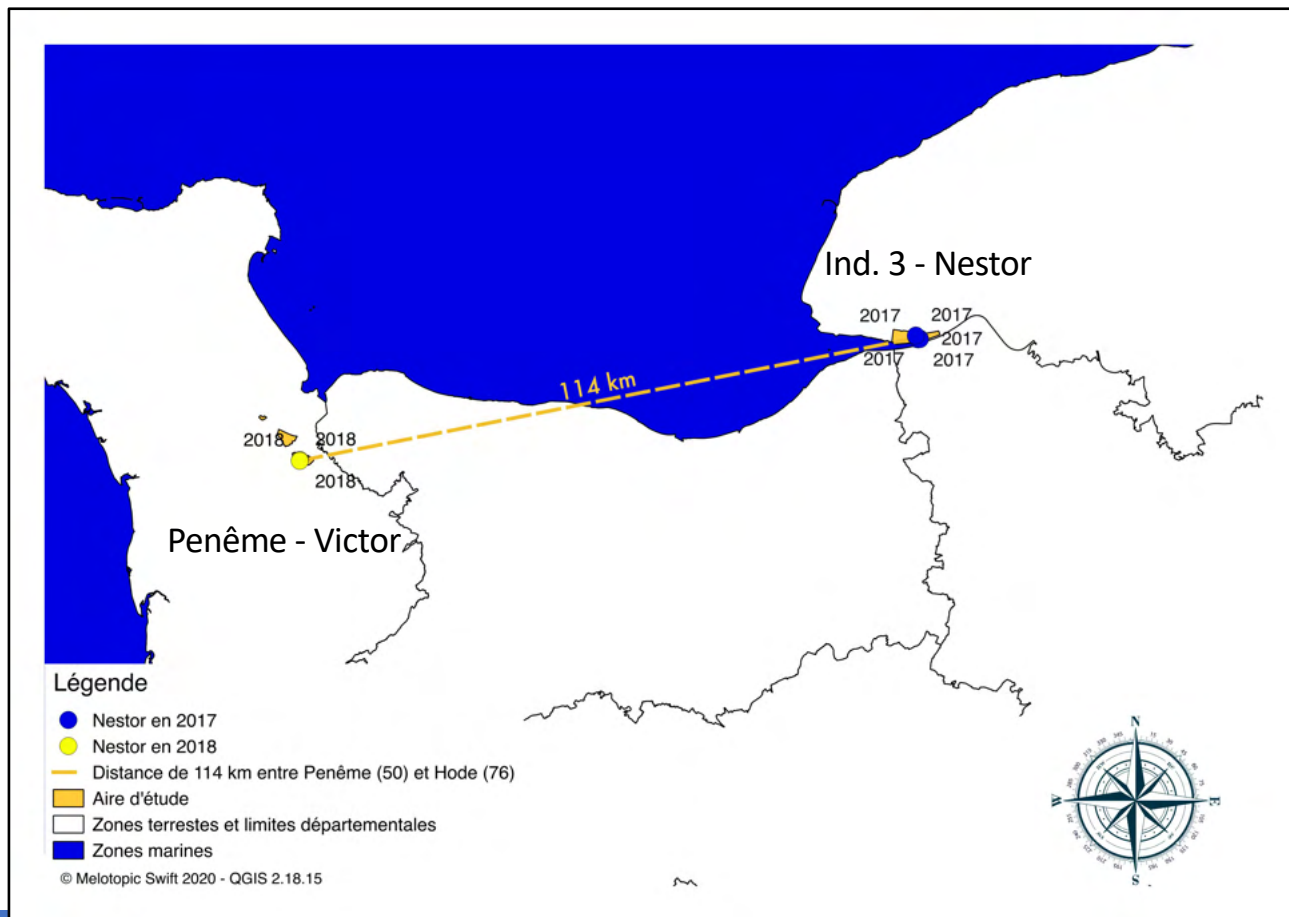 Ind. 3 - Nestor
2017
2017
2017
2017
2017
114 km
2018
2018
2018
Penême - Victor
Légende
Nestor en 2017
Nestor en 2018
Distance de 114 km entre Penême (50) et Hode (76)
Aire d'étude
Zones terrestes et limites départementales
Zones marines
© Melotopic Swift 2020 - QGIS 2.18.15
N
W
E
S